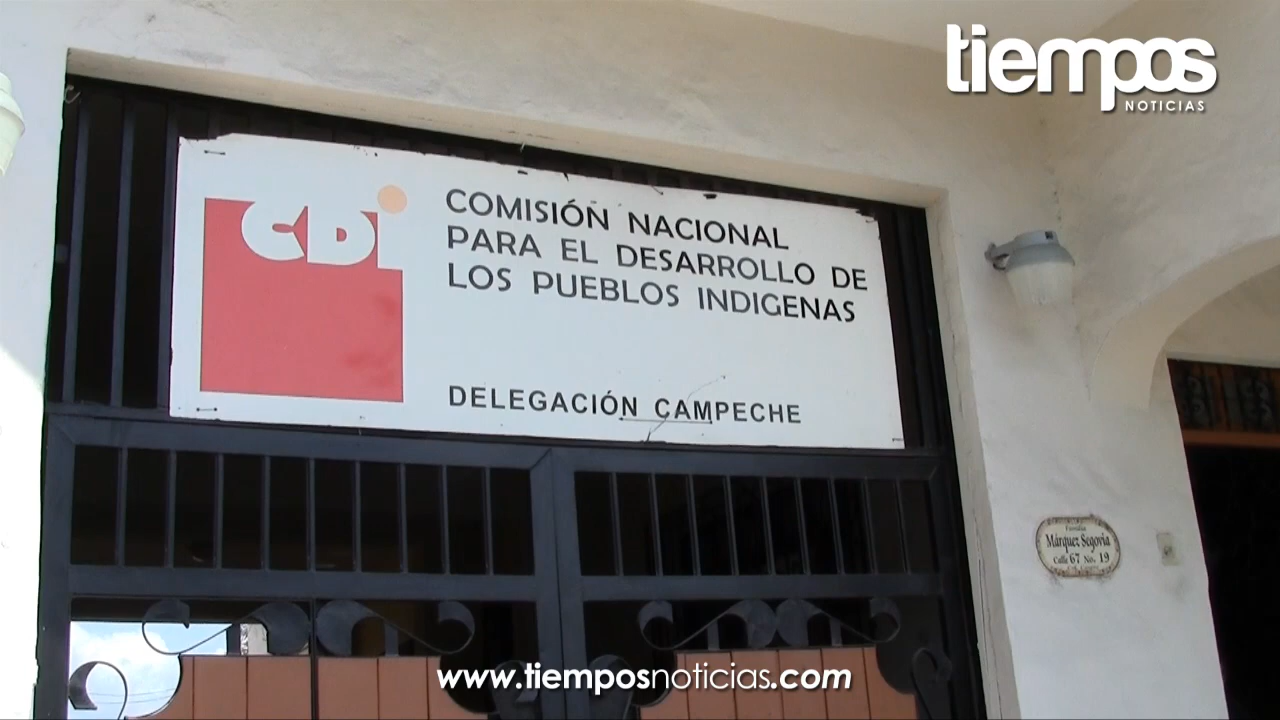 tiempos
NOTICIAS
CDi
COMISIÓN NACIONAL
PARA EL DESARROLLO DE
LOS PUEBLOS INDIGENAS
DELEGACIÓN CAMPECHE
Familia
Márquez Segovia
Calle 67 No. 19
www.tiemposnoticias.com